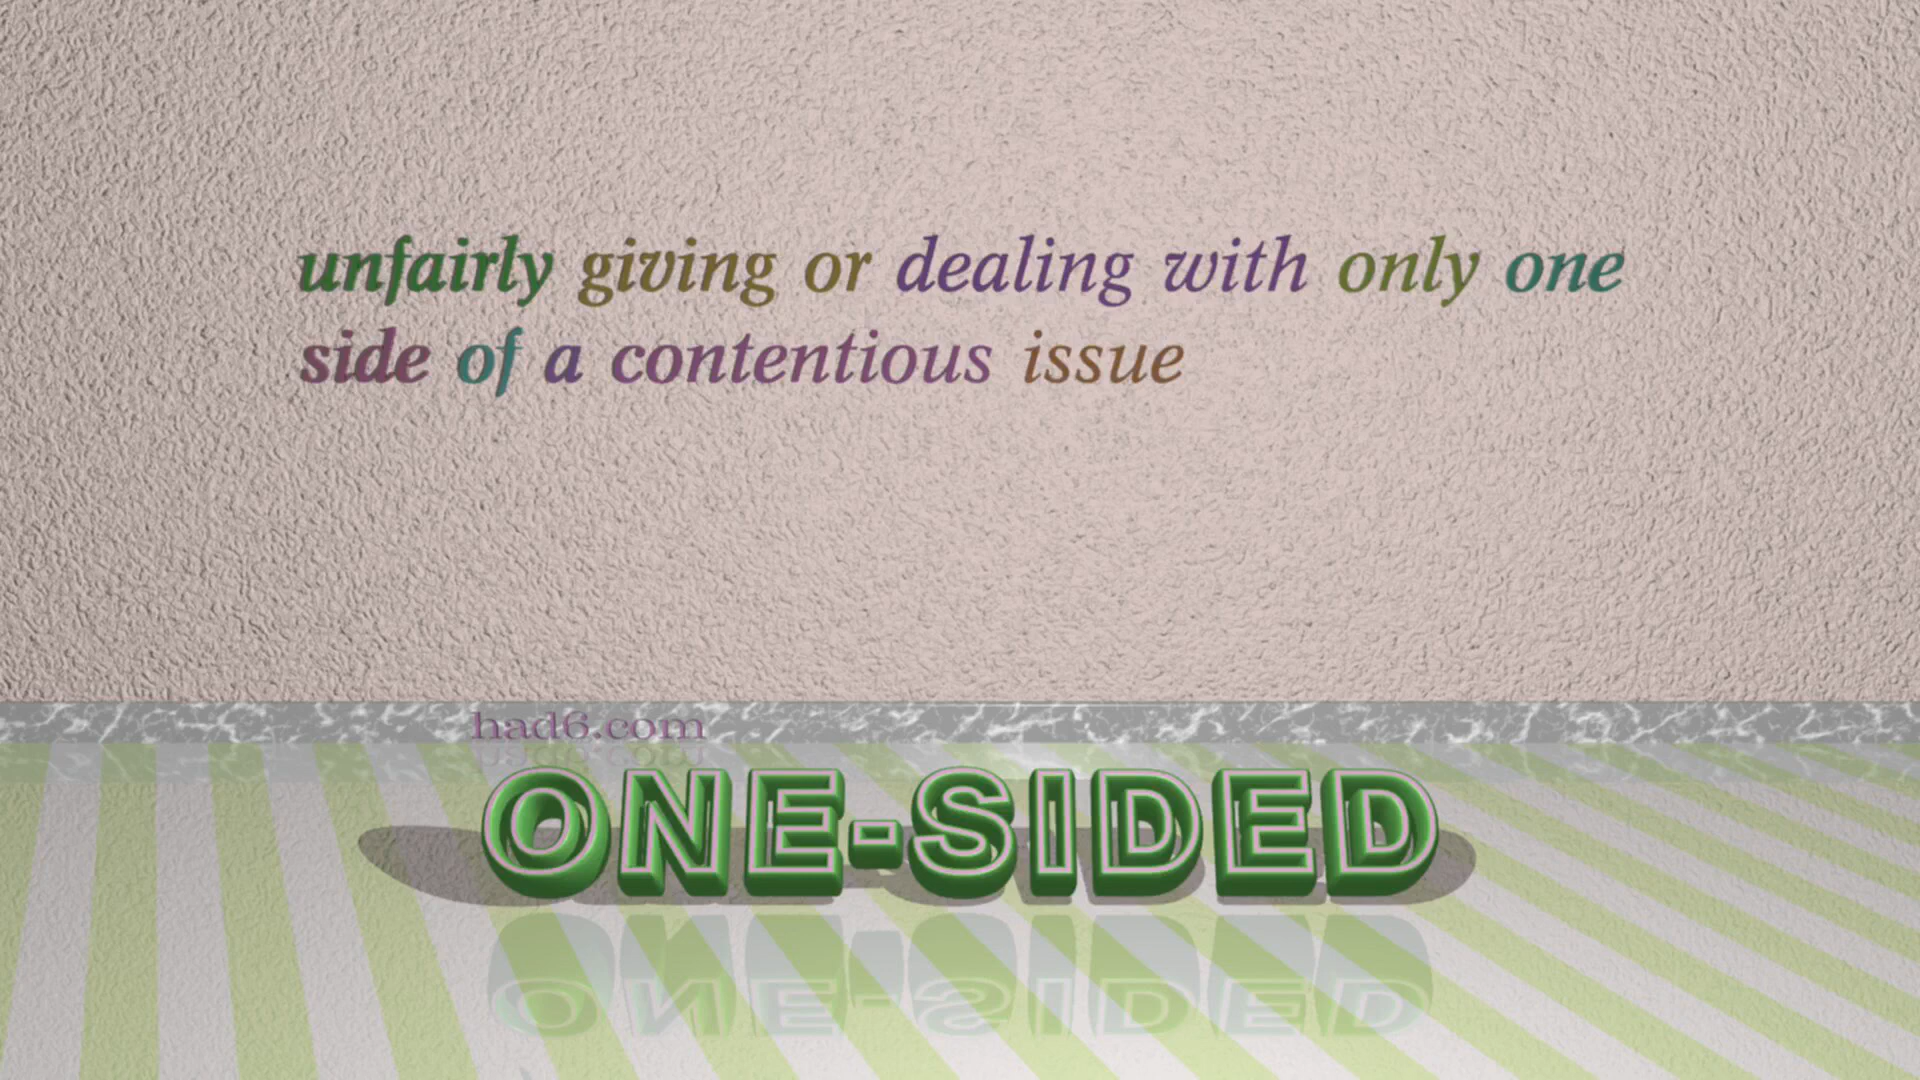 unfairly giving or dealing with only one
side of a contentious issue
had6.com
ONE-SIDED